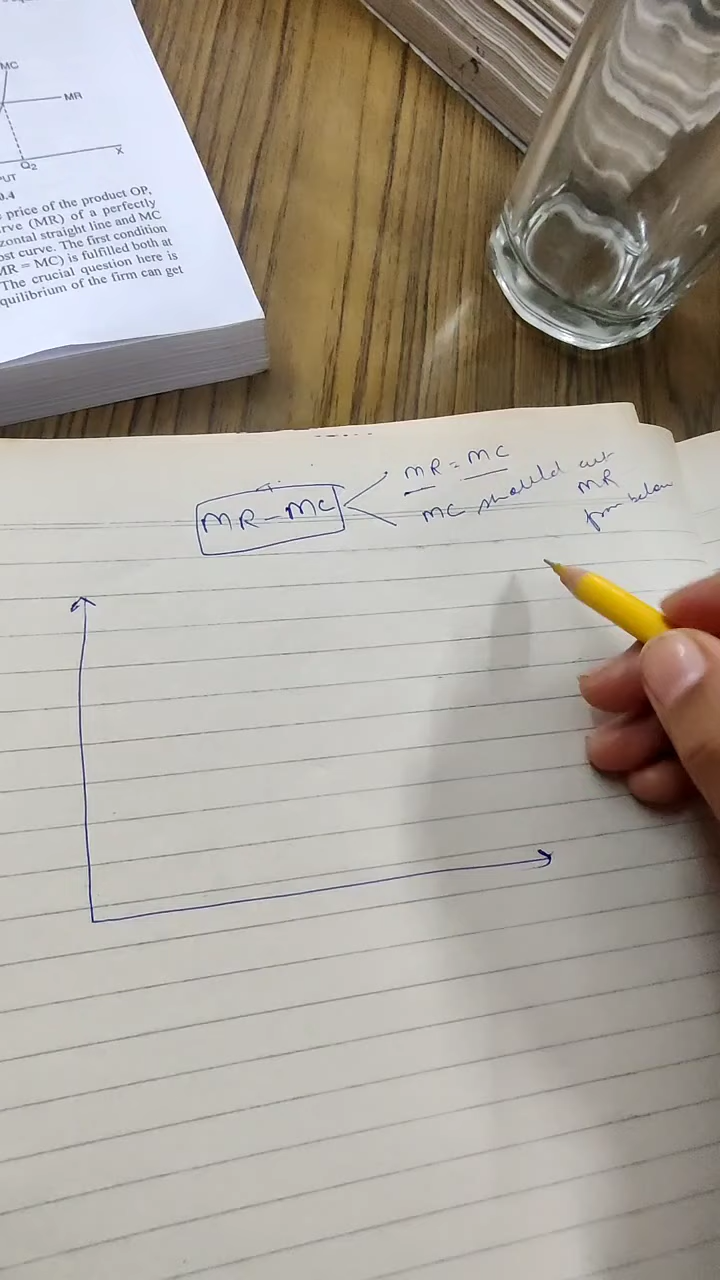 MC
MR
Q2
X
PUT
0.4
price of the product OP,
rve (MR) of a perfectly
zontal straight line and MC
ost curve. The first condition
MR = MC) is fulfilled both at
The crucial question here is
quilibrium of the firm can get
MR-MC
MR = MC
MC should cut
MR
from below